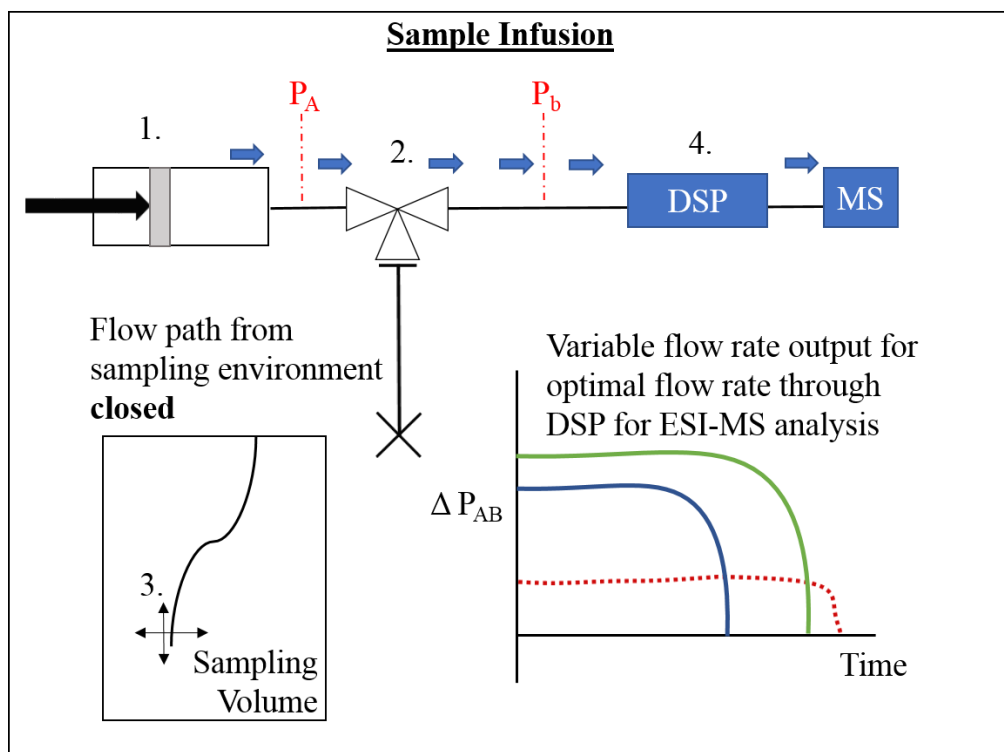 Sample Infusion
P_A
P_b
1.
2.
4.
DSP
MS
Flow path from
sampling environment
closed
3.
Sampling
Volume
Variable flow rate output for
optimal flow rate through
DSP for ESI-MS analysis
Δ P_AB
Time